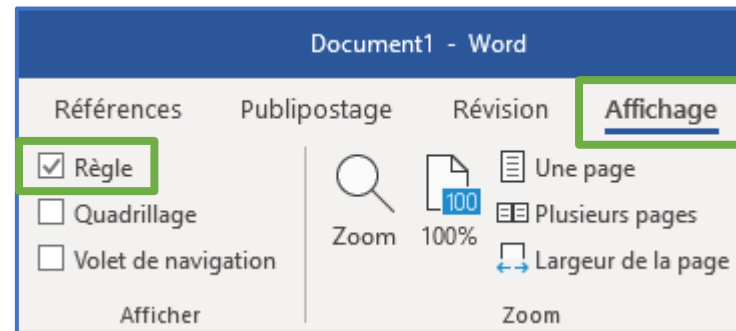 Document1 - Word
Références Publipostage Révision Affichage
Règle
Quadrillage
Volet de navigation
Afficher
Zoom
100
100%
Une page
Plusieurs pages
Largeur de la page
Zoom